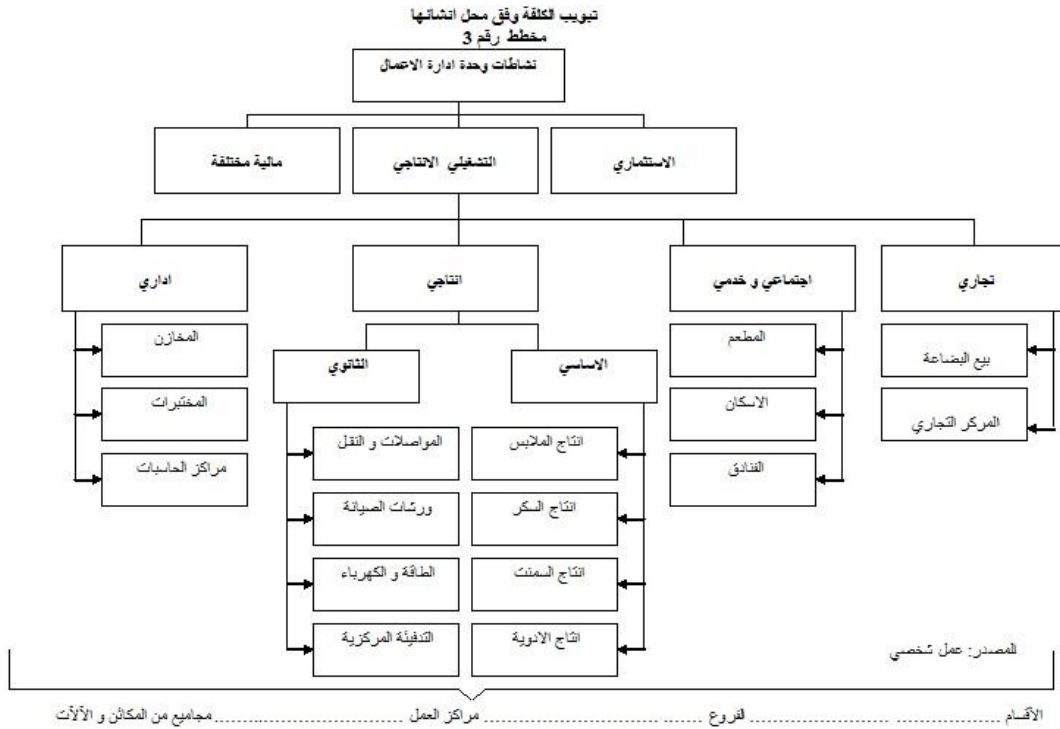 تبويب الكلفة وفق محل انشائها
مخطط رقم 3
نشاطات وحدة ادارة الاعمال
الاستثماري
التشغيلي الانتاجي
مالية مختلفة
تجاري
اجتماعي و خدمي
انتاجي
اداري
بيع البضاعة
المركز التجاري
المطعم
الاسكان
الفنادق
الاساسي
الثانوي
انتاج الملابس
انتاج السكر
انتاج السمنت
انتاج الادوية
المواصلات و النقل
ورشات الصيانة
الطاقة و الكهرباء
التدفيئة المركزية
المخازن
المختبرات
مراكز الحاسبات
المصدر: عمل شخصي
الأقسام ........................ الفروع ........................ مراكز العمل ........................ مجاميع من المكائن و الآلات